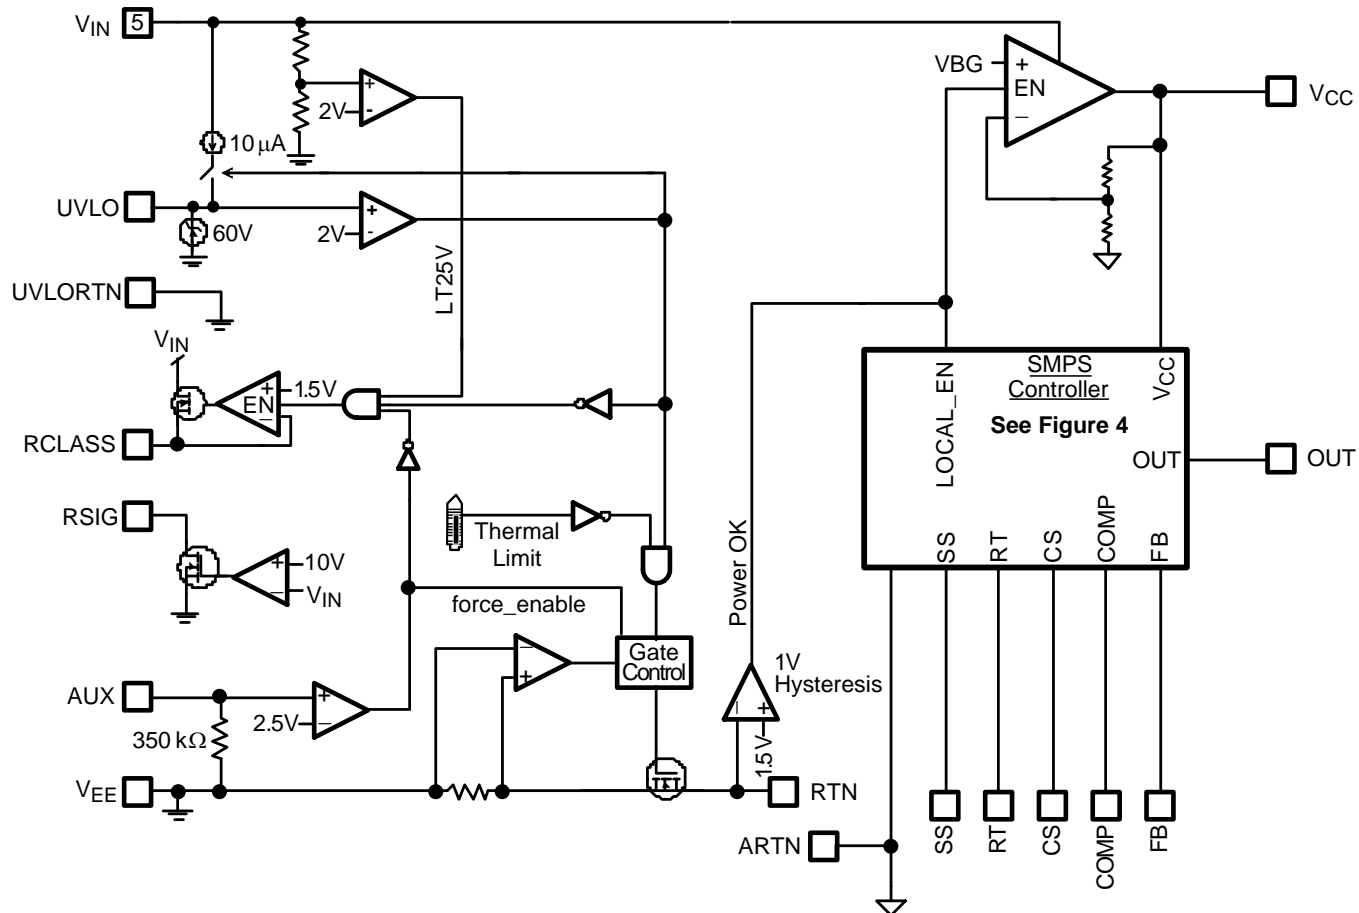 VIN 5
VBG
+
EN
−
VCC
+
2V
-
10 µA
UVLO
+
2V
-
60V
LT25V
UVLORTN
VIN
+
1.5V
EN
−
RCLASS
SMPS
Controller
See Figure 4
LOCAL_EN
VCC
OUT
OUT
SS
RT
CS
COMP
FB
RSIG
+
10V
−
VIN
Thermal
Limit
Power OK
force_enable
−
+
Gate
Control
1V
Hysteresis
−
+
1.5V
AUX
+
2.5V
−
350 kΩ
VEE
RTN
ARTN
SS
RT
CS
COMP
FB